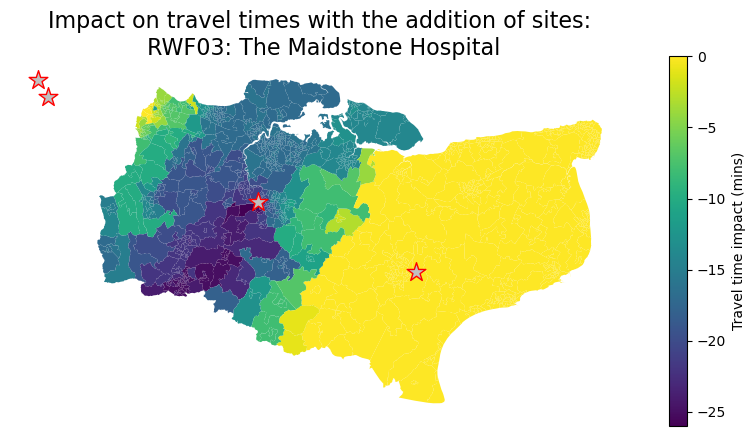 Impact on travel times with the addition of sites:
RWF03: The Maidstone Hospital
0
−5
−10
−15
−20
−25
Travel time impact (mins)